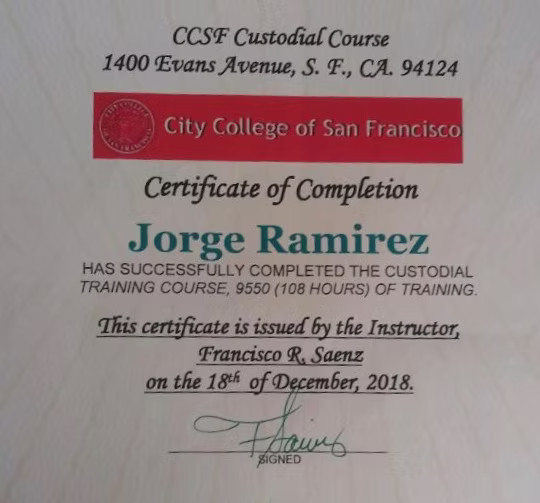 CCSF Custodial Course
1400 Evans Avenue, S. F., CA. 94124
City College of San Francisco
Certificate of Completion
Jorge Ramirez
HAS SUCCESSFULLY COMPLETED THE CUSTODIAL
TRAINING COURSE, 9550 (108 HOURS) OF TRAINING.
This certificate is issued by the Instructor,
Francisco R. Saenz
on the 18th of December, 2018.
SIGNED